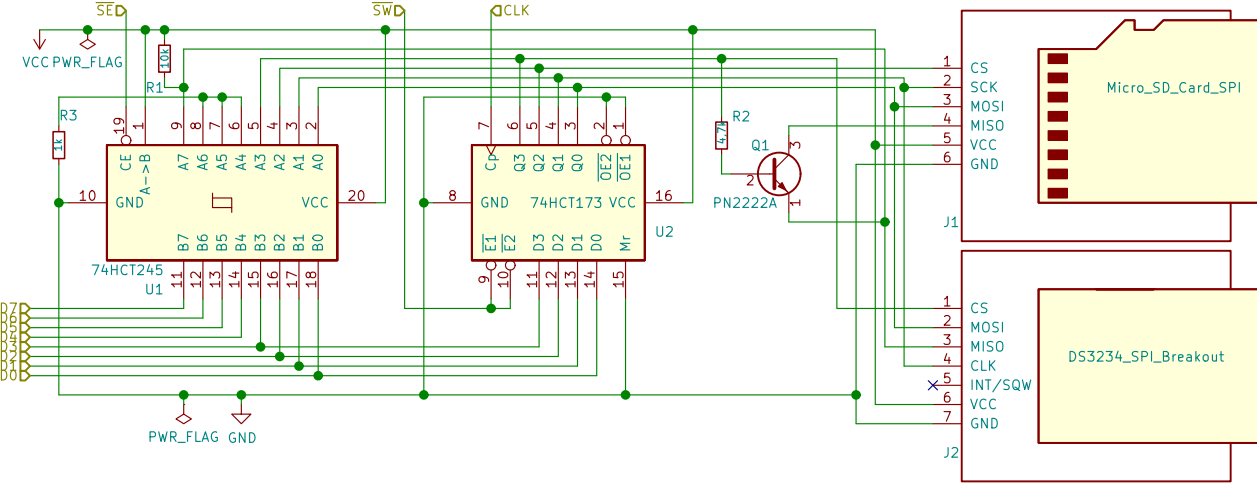 SE
SW
CLK
VCC
PWR_FLAG
10k
R1
R3
1k
19
1
9
8
7
6
5
4
3
2
CE
A->B
A7
A6
A5
A4
A3
A2
A1
A0
10
GND
VCC
20
B7
B6
B5
B4
B3
B2
B1
B0
74HCT245
U1
11
12
13
14
15
16
17
18
7
6
5
4
3
2
1
Cp
Q3
Q2
Q1
Q0
OE2
OE1
8
GND
74HCT173
VCC
16
U2
E1
E2
D3
D2
D1
D0
Mr
9
10
11
12
13
14
15
R2
4.7k
Q1
3
2
1
PN2222A
1 CS
2 SCK
3 MOSI
4 MISO
5 VCC
6 GND
Micro_SD_Card_SPI
J1
1 CS
2 MOSI
3 MISO
4 CLK
5 INT/SQW
6 VCC
7 GND
DS3234_SPI_Breakout
J2
D7
D6
D5
D4
D3
D2
D1
D0
PWR_FLAG
GND